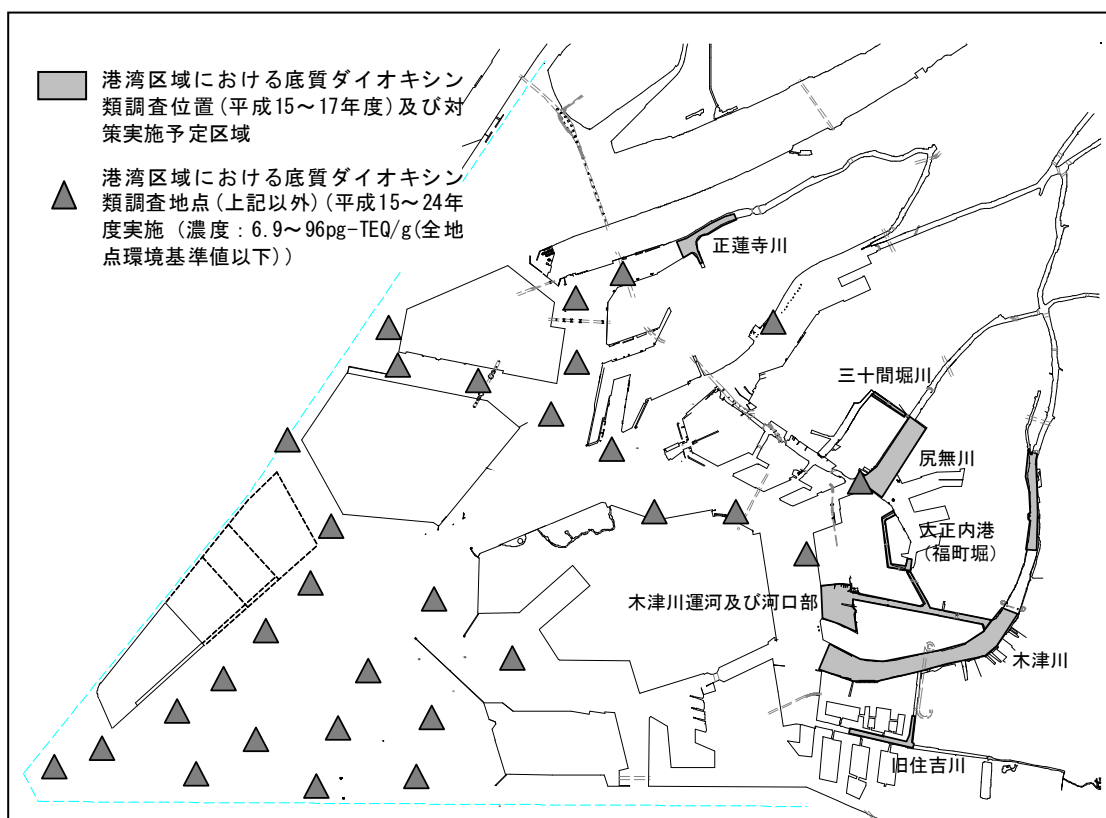 港湾区域における底質ダイオキシン
類調査位置(平成15～17年度)及び対
策実施予定区域
港湾区域における底質ダイオキシン
類調査地点(上記以外)(平成15～24年
度実施（濃度：6.9～96pg-TEQ/g(全地
点環境基準値以下））
正蓮寺川
三十間堀川
尻無川
大正内港
（福町堀）
木津川運河及び河口部
木津川
旧住吉川